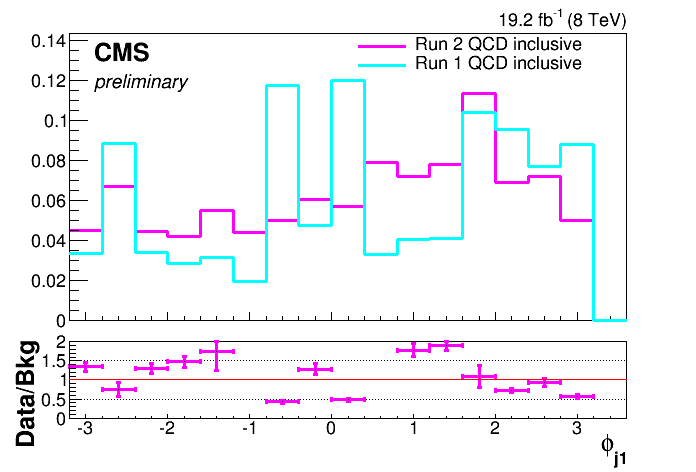 19.2 fb-1 (8 TeV)
0.14
CMS
Run 2 QCD inclusive
0.12
Run 1 QCD inclusive
preliminary
0.1
0.08
0.06
0.04
0.02
0
Data/Bkg
2
1.5
1
0.5
0
-3 -2 -1 0 1 2 3
ϕj1